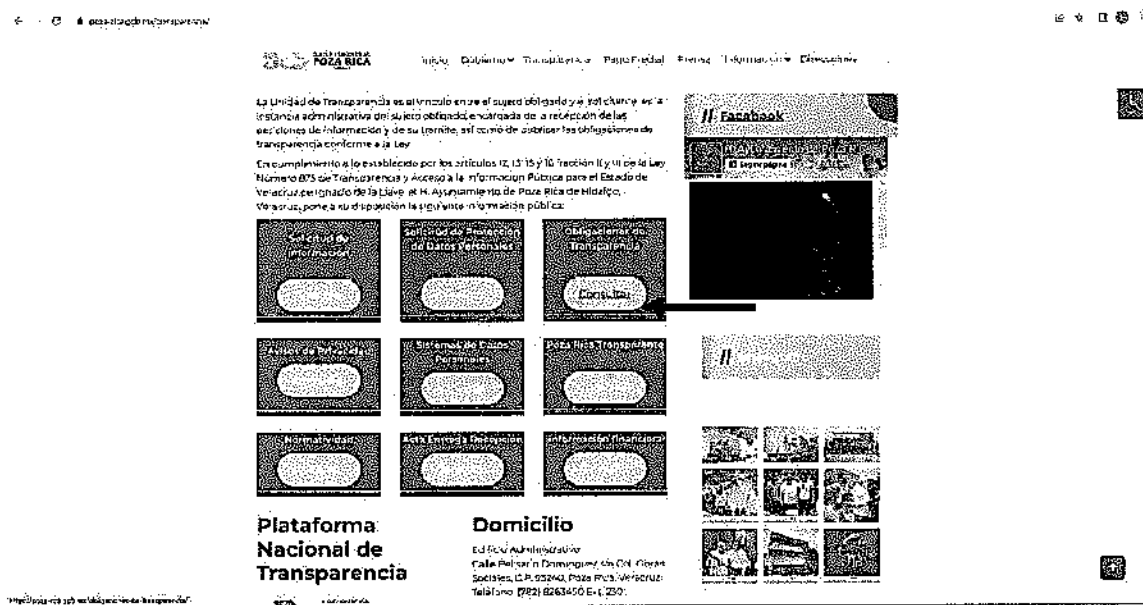 POZA RICA
Inicio Gobierno Transparencia Pago Predial Prensa Información Direcciones
La Unidad de Transparencia es el vínculo entre el sujeto obligado y el solicitante, es la
instancia administrativa del sujeto obligado, encargada de la recepción de las
peticiones de información y de su trámite, así como de publicar las obligaciones de
transparencia conforme a la Ley
En cumplimiento a lo establecido por los artículos 12, 13, 15 y 16 fracción II y VI de la Ley
Número 875 de Transparencia y Acceso a la Información Pública para el Estado de
Veracruz de Ignacio de la Llave, el H. Ayuntamiento de Poza Rica de Hidalgo,
Veracruz, pone a su disposición la siguiente información pública:
// Facebook
Solicitud de
Información
Solicitud de Protección
de Datos Personales
Obligaciones de
Transparencia
Consultar
Avisos de Privacidad
Sistemas de Datos
Personales
Poza Rica Transparente
//
Normatividad
Acta Entrega Recepción
Información financiera
Plataforma
Nacional de
Transparencia
Domicilio
Edificio Administrativo
Calle Belisario Domínguez s/n Col. Obras
Sociales, C.P. 93240, Poza Rica, Veracruz
Teléfono (782) 8263450 Ext. 2301